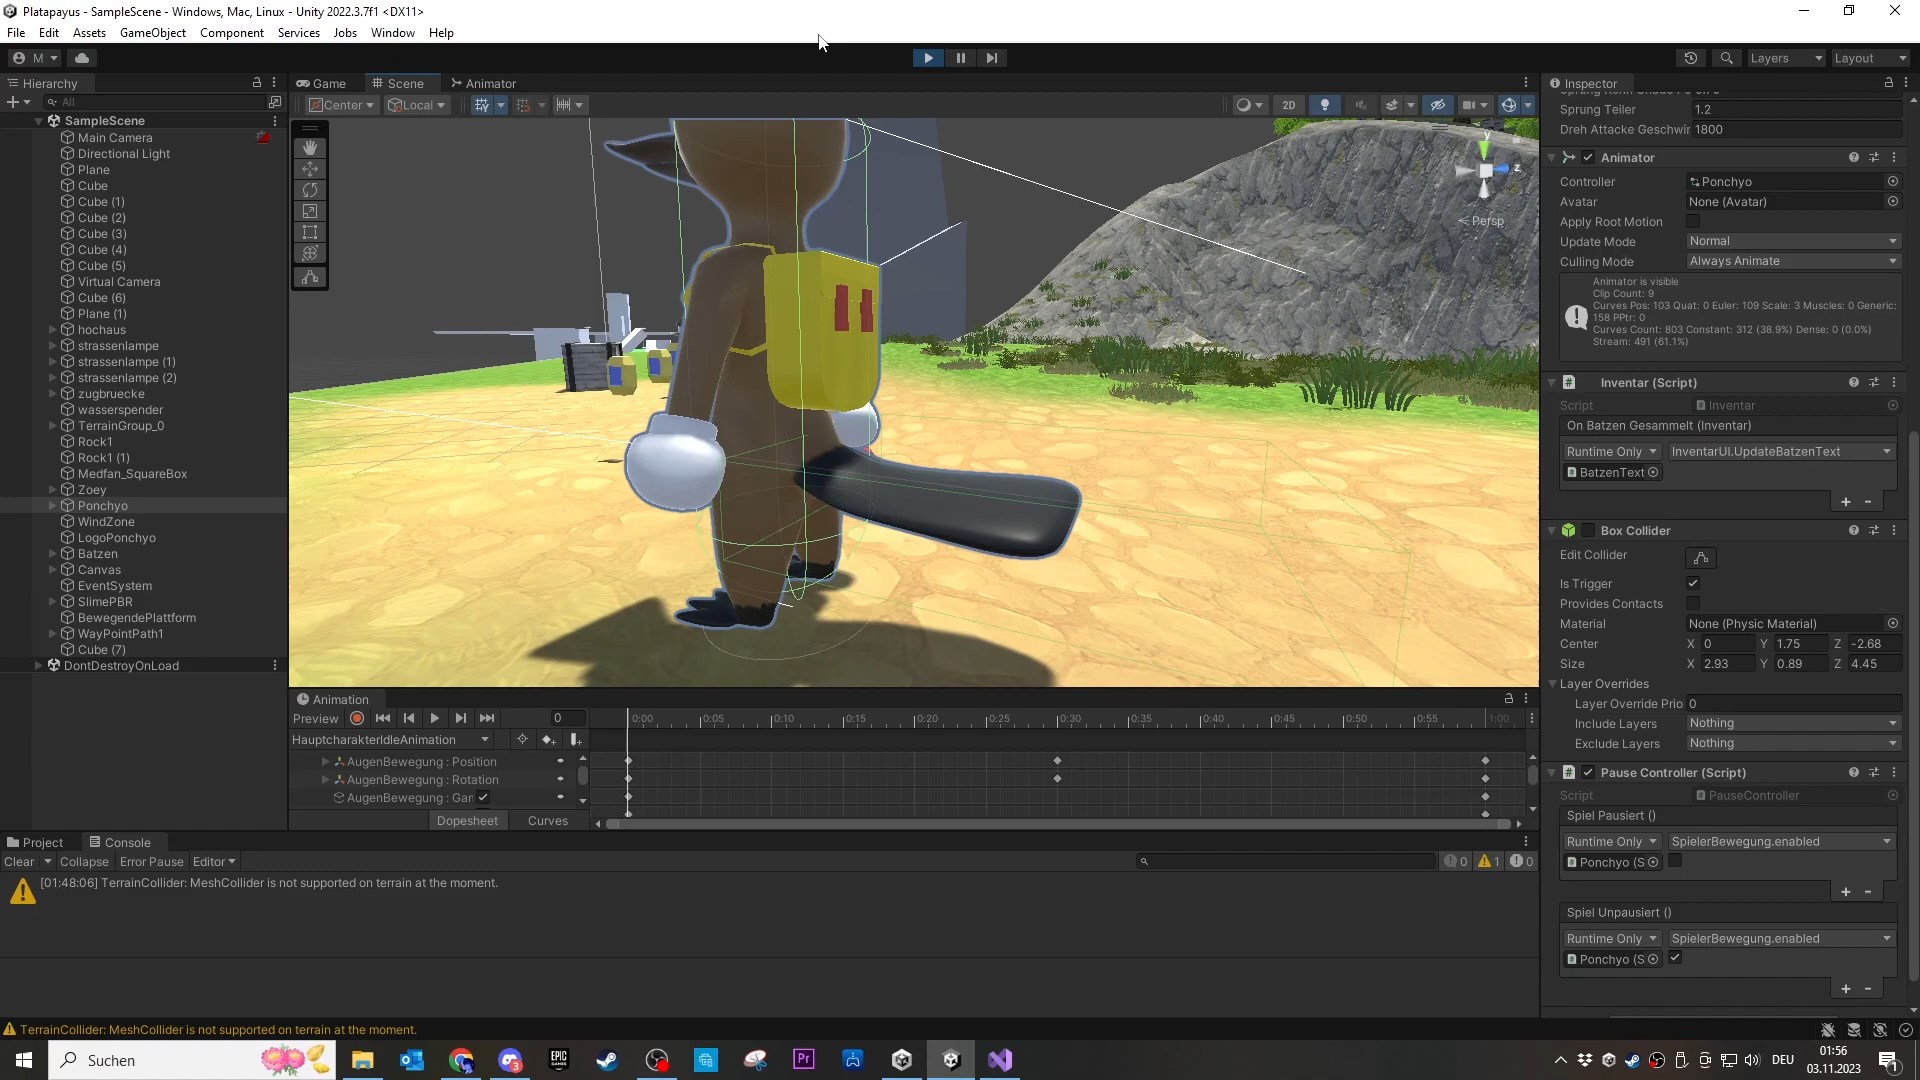 Platapayus - SampleScene - Windows, Mac, Linux - Unity 2022.3.7f1 <DX11>
File Edit Assets GameObject Component Services Jobs Window Help
M Layers Layout
Hierarchy
All
SampleScene
Main Camera
Directional Light
Plane
Cube
Cube (1)
Cube (2)
Cube (3)
Cube (4)
Cube (5)
Virtual Camera
Cube (6)
Plane (1)
hochaus
strassenlampe
strassenlampe (1)
strassenlampe (2)
zugbruecke
wasserspender
TerrainGroup_0
Rock1
Rock1 (1)
Medfan_SquareBox
Zoey
Ponchyo
WindZone
LogoPonchyo
Batzen
Canvas
EventSystem
SlimePBR
BewegendePlattform
WayPointPath1
Cube (7)
DontDestroyOnLoad
Game Scene Animator
Center Local 2D
y
z
Persp
Animation
Preview 0 0:00 0:05 0:10 0:15 0:20 0:25 0:30 0:35 0:40 0:45 0:50 0:55 1:00
HauptcharakterIdleAnimation
AugenBewegung : Position
AugenBewegung : Rotation
AugenBewegung : Gar
Dopesheet Curves
Project Console
Clear Collapse Error Pause Editor 0 1 0
[01:48:06] TerrainCollider: MeshCollider is not supported on terrain at the moment.
TerrainCollider: MeshCollider is not supported on terrain at the moment.
Inspector
Sprung Teiler 1.2
Dreh Attacke Geschwir 1800
Animator
Controller Ponchyo
Avatar None (Avatar)
Apply Root Motion
Update Mode Normal
Culling Mode Always Animate
Animator is visible
Clip Count: 9
Curves Pos: 103 Quat: 0 Euler: 109 Scale: 3 Muscles: 0 Generic:
158 PPtr: 0
Curves Count: 803 Constant: 312 (38.9%) Dense: 0 (0.0%)
Stream: 491 (61.1%)
Inventar (Script)
Script Inventar
On Batzen Gesammelt (Inventar)
Runtime Only InventarUI.UpdateBatzenText
BatzenText
+ -
Box Collider
Edit Collider
Is Trigger
Provides Contacts
Material None (Physic Material)
Center X 0 Y 1.75 Z -2.68
Size X 2.93 Y 0.89 Z 4.45
Layer Overrides
Layer Override Prio 0
Include Layers Nothing
Exclude Layers Nothing
Pause Controller (Script)
Script PauseController
Spiel Pausiert ()
Runtime Only SpielerBewegung.enabled
Ponchyo (S
+ -
Spiel Unpausiert ()
Runtime Only SpielerBewegung.enabled
Ponchyo (S
+ -
Suchen
3
EPIC GAMES
Pr
DEU
01:56
03.11.2023
1